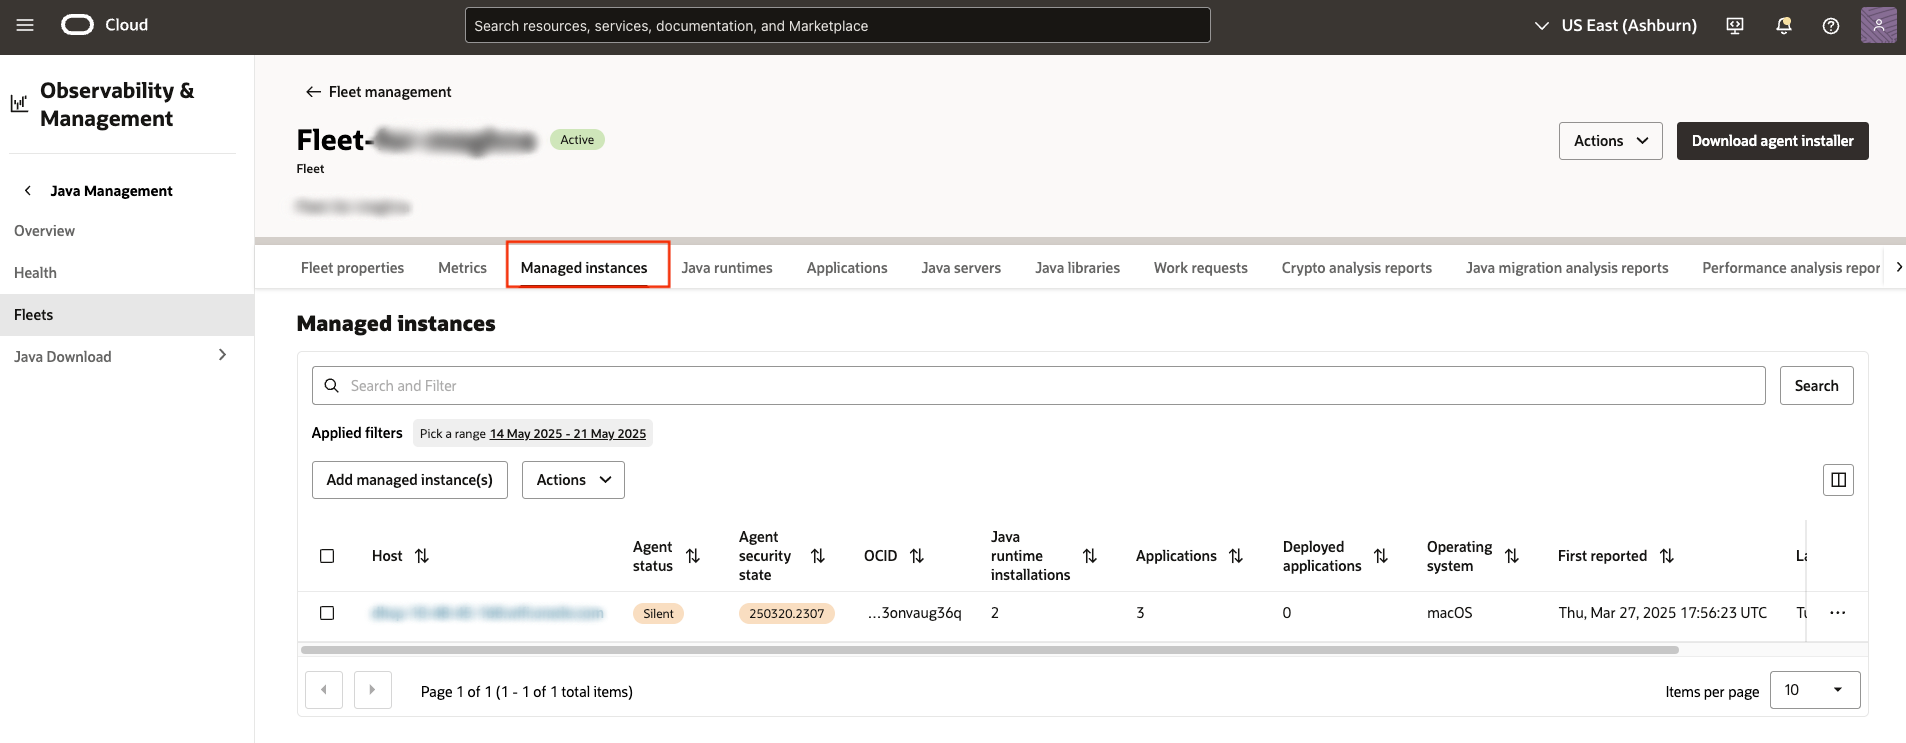 Cloud
Search resources, services, documentation, and Marketplace
US East (Ashburn)
Observability &
Management
Java Management
Overview
Health
Fleets
Java Download
Fleet management
Fleet-
Active
Fleet
Actions
Download agent installer
Fleet properties
Metrics
Managed instances
Java runtimes
Applications
Java servers
Java libraries
Work requests
Crypto analysis reports
Java migration analysis reports
Performance analysis repor
Managed instances
Search and Filter
Search
Applied filters
Pick a range 14 May 2025 - 21 May 2025
Add managed instance(s)
Actions
Host
Agent
status
Agent
security
state
OCID
Java
runtime
installations
Applications
Deployed
applications
Operating
system
First reported
La
Silent
250320.2307
...3onvaug36q
2
3
0
macOS
Thu, Mar 27, 2025 17:56:23 UTC
Tu
Page 1 of 1 (1 - 1 of 1 total items)
Items per page
10